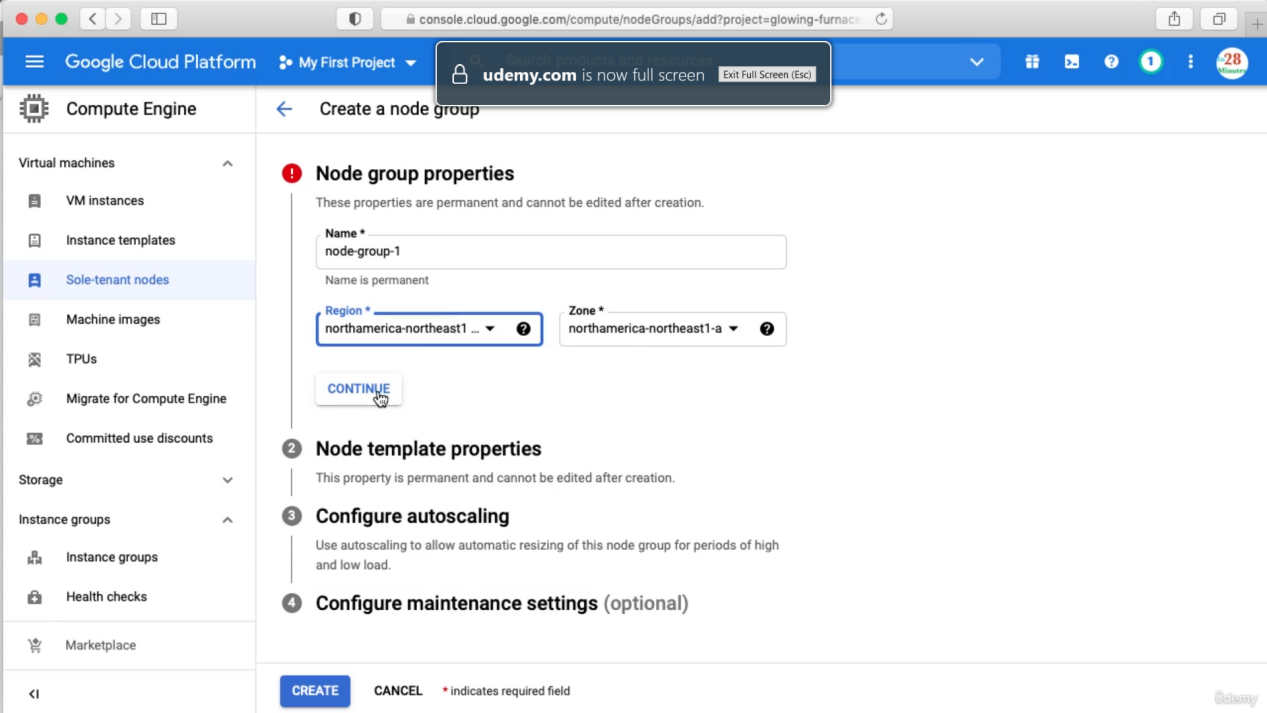 console.cloud.google.com/compute/nodeGroups/add?project=glowing-furnace
Google Cloud Platform
My First Project
Search products and resources
1
in28
Minutes
udemy.com is now full screen
Exit Full Screen (Esc)
Compute Engine
Create a node group
Virtual machines
VM instances
Instance templates
Sole-tenant nodes
Machine images
TPUs
Migrate for Compute Engine
Committed use discounts
Storage
Instance groups
Instance groups
Health checks
Marketplace
Node group properties
These properties are permanent and cannot be edited after creation.
Name *
node-group-1
Name is permanent
Region *
northamerica-northeast1 ...
Zone *
northamerica-northeast1-a
CONTINUE
2 Node template properties
This property is permanent and cannot be edited after creation.
3 Configure autoscaling
Use autoscaling to allow automatic resizing of this node group for periods of high
and low load.
4 Configure maintenance settings (optional)
CREATE
CANCEL
* indicates required field
ûdemy